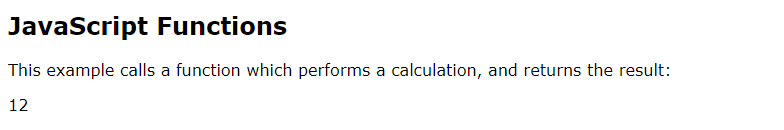 JavaScript Functions
This example calls a function which performs a calculation, and returns the result:
12